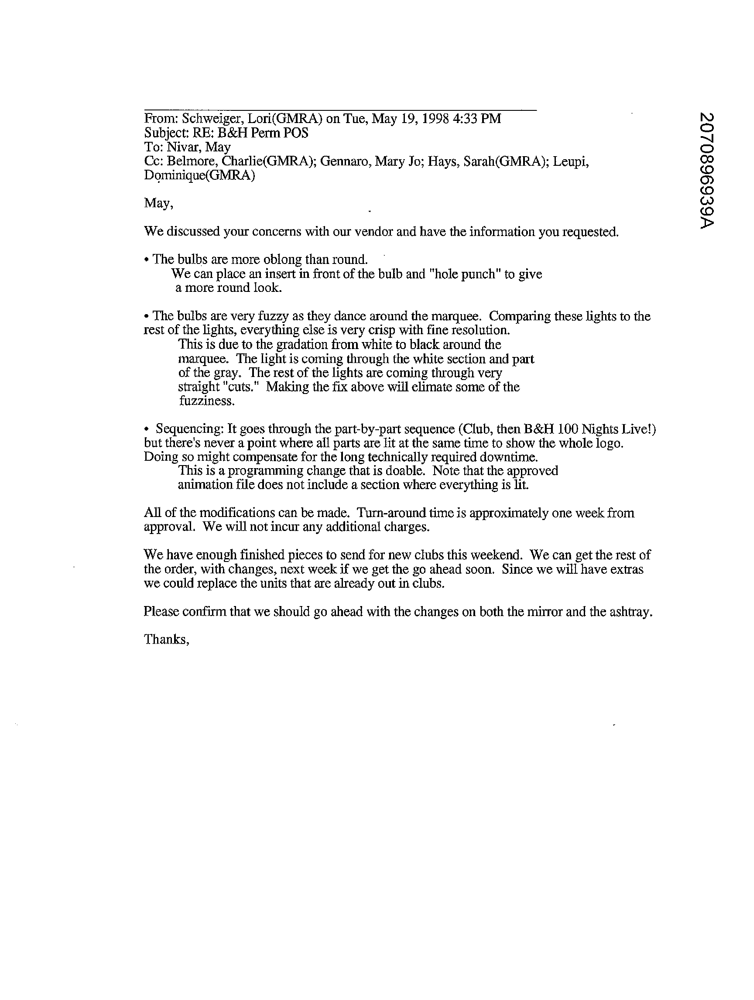 From: Schweiger, Lori(GMRA) on Tue, May 19, 1998 4:33 PM
Subject: RE: B&H Perm POS
To: Nivar, May
Cc: Belmore, Charlie(GMRA); Gennaro, Mary Jo; Hays, Sarah(GMRA); Leupi,
Dominique(GMRA)
May,
We discussed your concerns with our vendor and have the information you requested.
• The bulbs are more oblong than round.
We can place an insert in front of the bulb and "hole punch" to give
a more round look.
• The bulbs are very fuzzy as they dance around the marquee. Comparing these lights to the
rest of the lights, everything else is very crisp with fine resolution.
This is due to the gradation from white to black around the
marquee. The light is coming through the white section and part
of the gray. The rest of the lights are coming through very
straight "cuts." Making the fix above will elimate some of the
fuzziness.
• Sequencing: It goes through the part-by-part sequence (Club, then B&H 100 Nights Live!)
but there's never a point where all parts are lit at the same time to show the whole logo.
Doing so might compensate for the long technically required downtime.
This is a programming change that is doable. Note that the approved
animation file does not include a section where everything is lit.
All of the modifications can be made. Turn-around time is approximately one week from
approval. We will not incur any additional charges.
We have enough finished pieces to send for new clubs this weekend. We can get the rest of
the order, with changes, next week if we get the go ahead soon. Since we will have extras
we could replace the units that are already out in clubs.
Please confirm that we should go ahead with the changes on both the mirror and the ashtray.
Thanks,
2070896939A